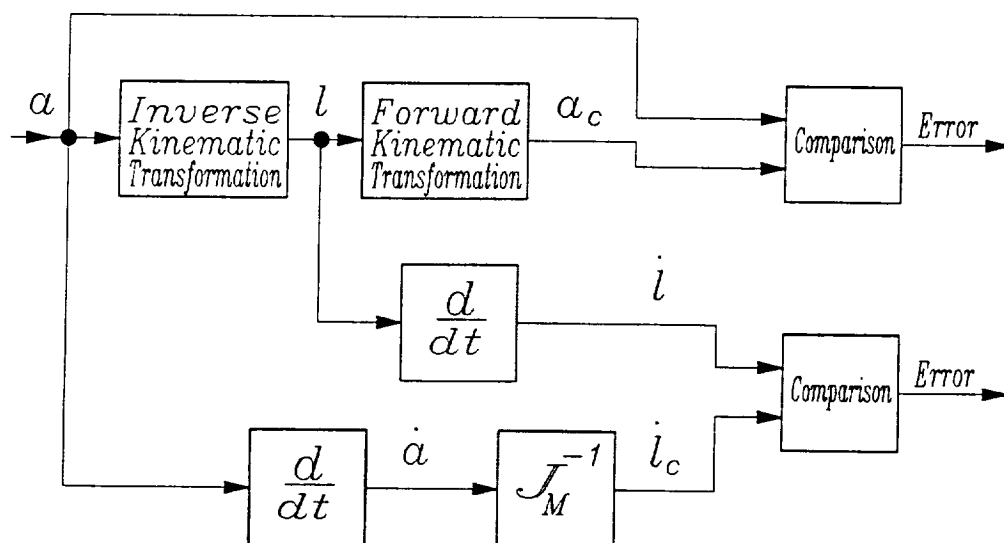 a
Inverse
Kinematic
Transformation
l
Forward
Kinematic
Transformation
a_c
Comparison
Error
d
dt
l̇
Comparison
Error
d
dt
ȧ
J_M^-1
l̇_c